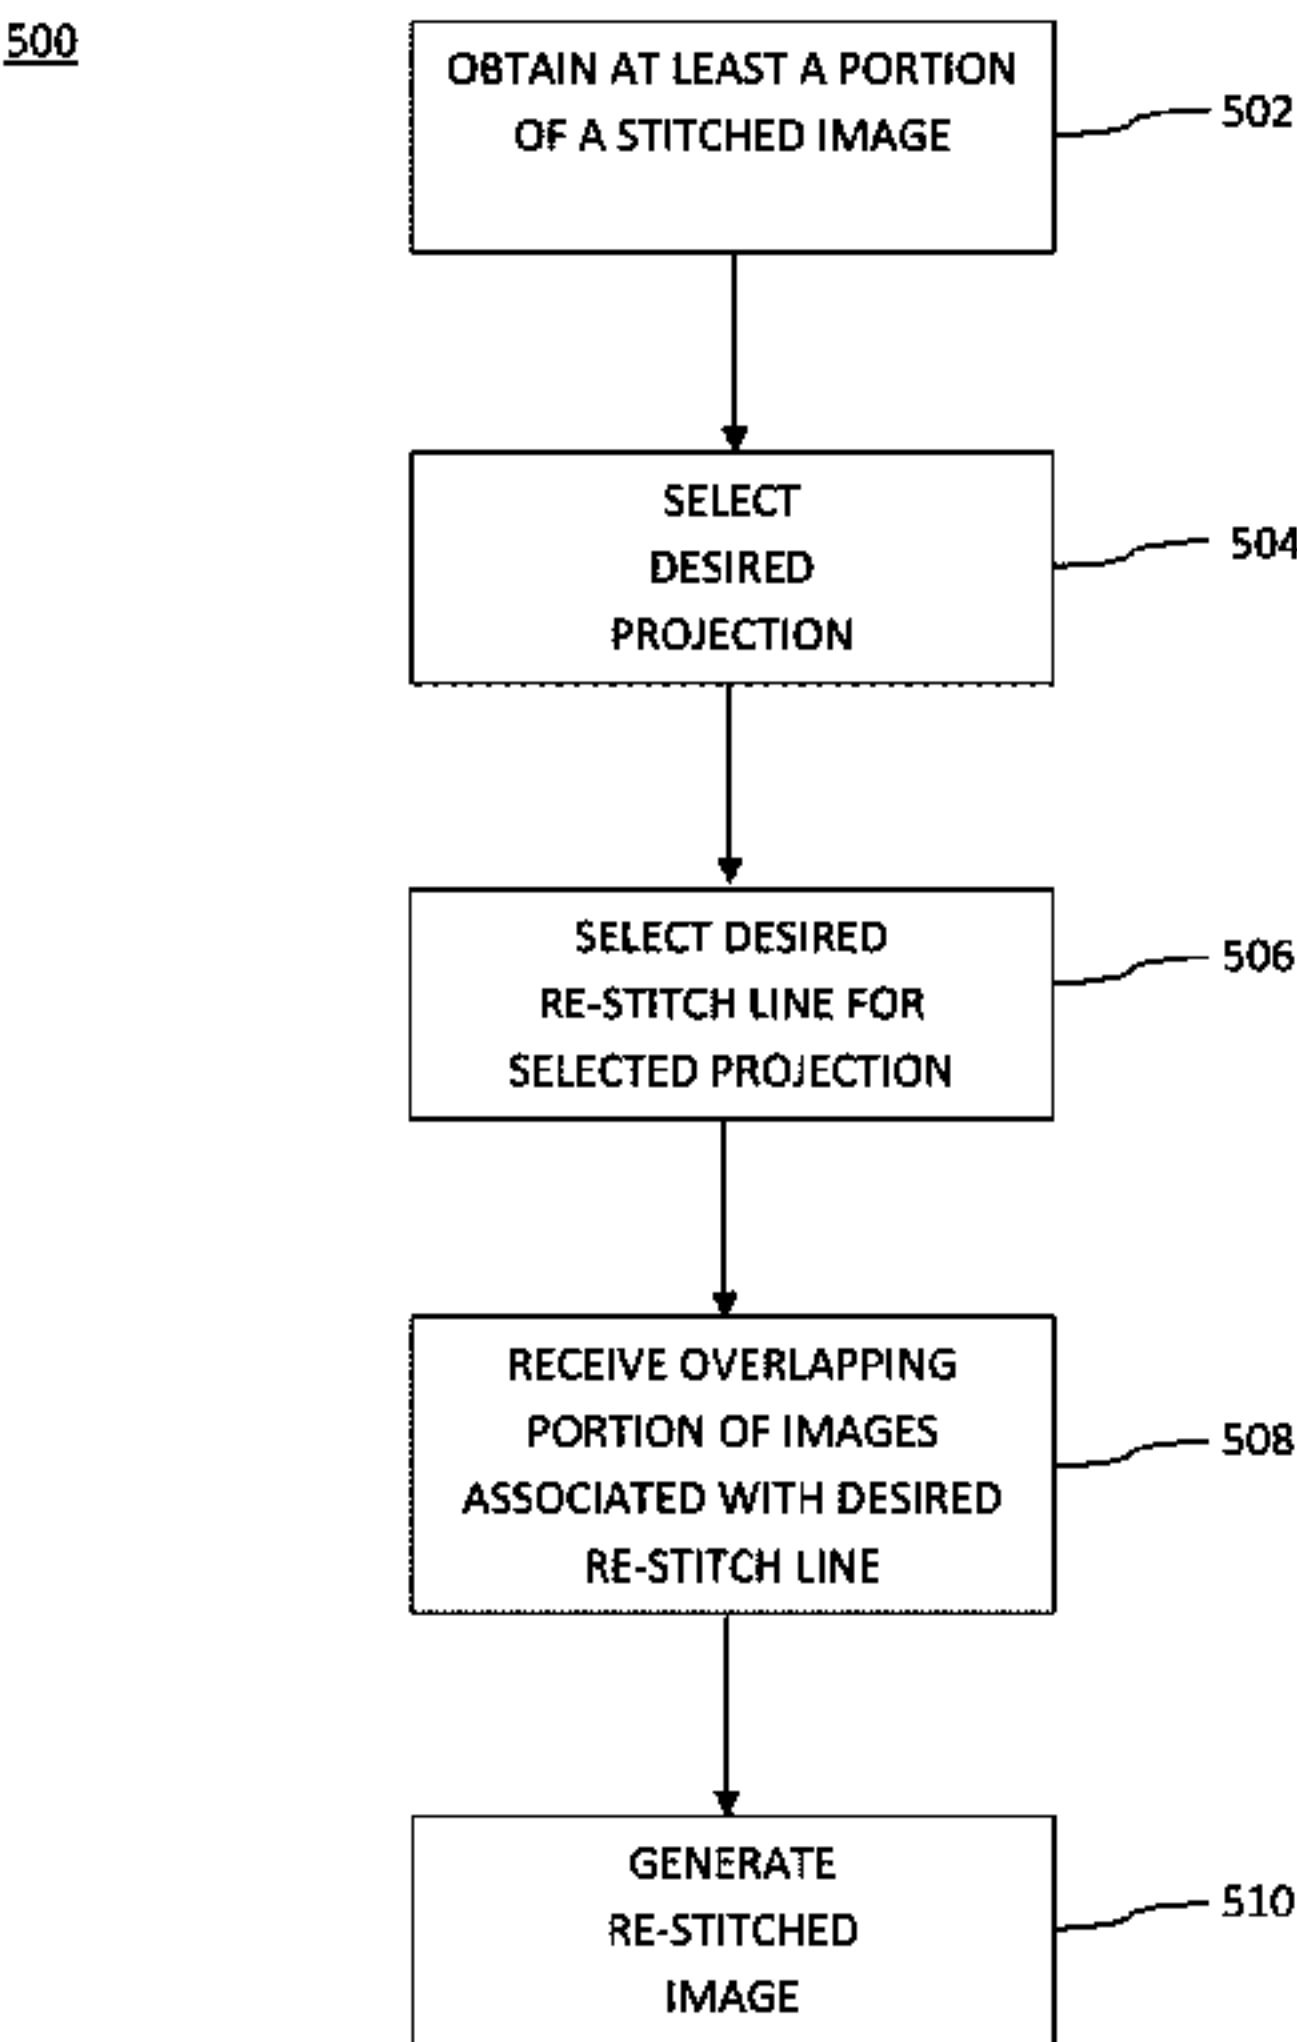 500
OBTAIN AT LEAST A PORTION
OF A STITCHED IMAGE
502
SELECT
DESIRED
PROJECTION
504
SELECT DESIRED
RE-STITCH LINE FOR
SELECTED PROJECTION
506
RECEIVE OVERLAPPING
PORTION OF IMAGES
ASSOCIATED WITH DESIRED
RE-STITCH LINE
508
GENERATE
RE-STITCHED
IMAGE
510